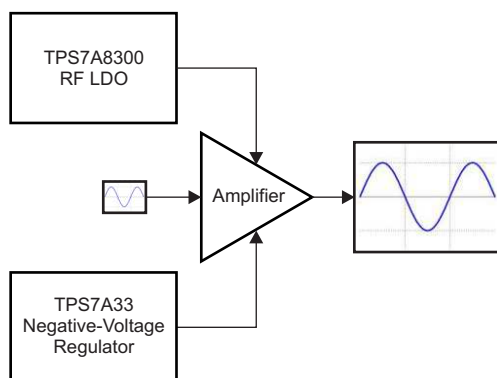 TPS7A8300
RF LDO
Amplifier
TPS7A33
Negative-Voltage
Regulator